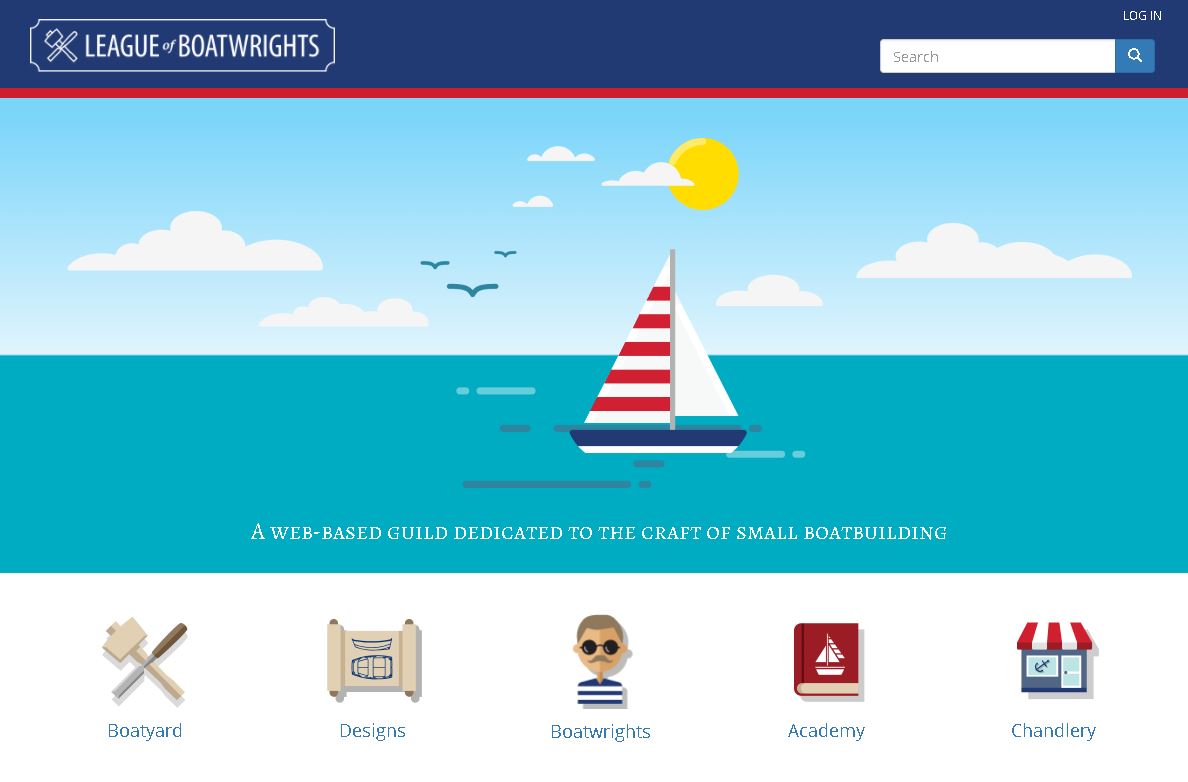 LOG IN
LEAGUE of BOATWRIGHTS
Search
A WEB-BASED GUILD DEDICATED TO THE CRAFT OF SMALL BOATBUILDING
Boatyard
Designs
Boatwrights
Academy
Chandlery